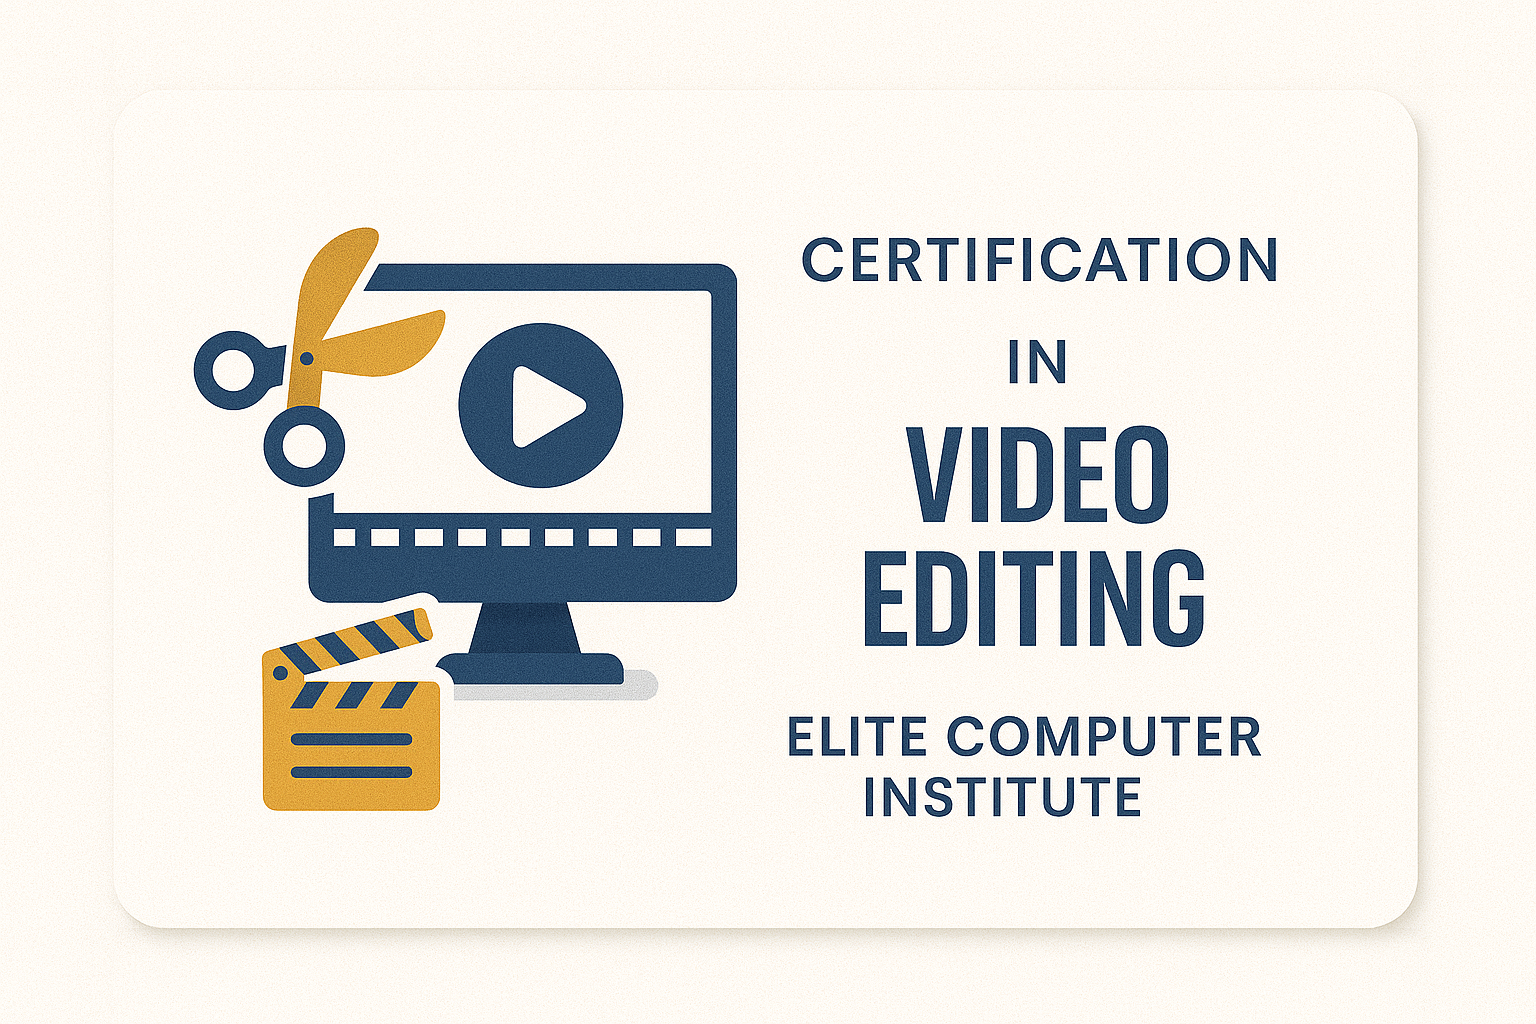 CERTIFICATION
IN
VIDEO
EDITING
ELITE COMPUTER
INSTITUTE